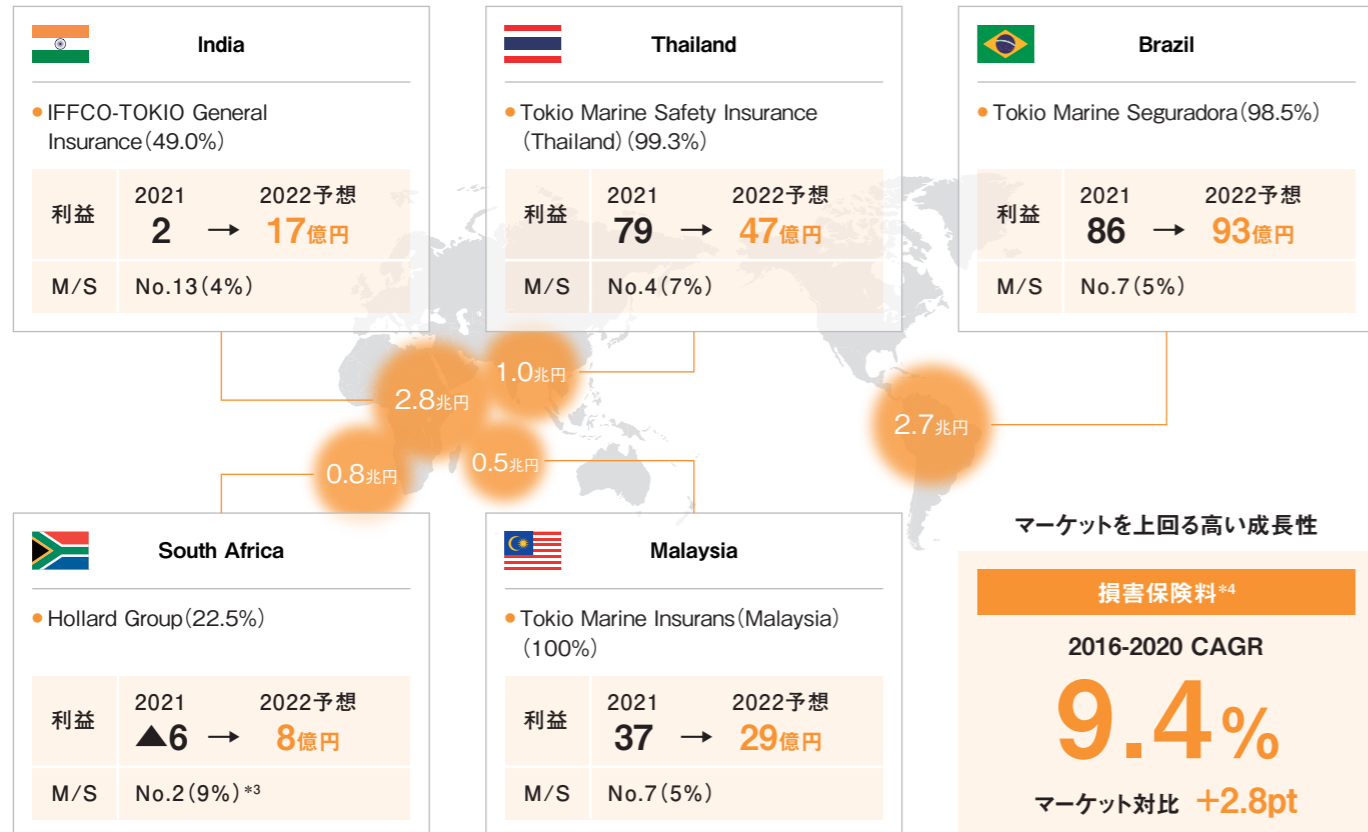 India
IFFCO-TOKIO General
Insurance(49.0%)
利益
2021
2022予想
2 → 17億円
M/S
No.13(4%)
Thailand
Tokio Marine Safety Insurance
(Thailand)(99.3%)
利益
2021
2022予想
79 → 47億円
M/S
No.4(7%)
Brazil
Tokio Marine Seguradora(98.5%)
利益
2021
2022予想
86 → 93億円
M/S
No.7(5%)
1.0兆円
2.8兆円
2.7兆円
0.8兆円
0.5兆円
South Africa
Hollard Group(22.5%)
利益
2021
2022予想
▲6 → 8億円
M/S
No.2(9%)*3
Malaysia
Tokio Marine Insurans(Malaysia)
(100%)
利益
2021
2022予想
37 → 29億円
M/S
No.7(5%)
マーケットを上回る高い成長性
損害保険料*4
2016-2020 CAGR
9.4%
マーケット対比 +2.8pt